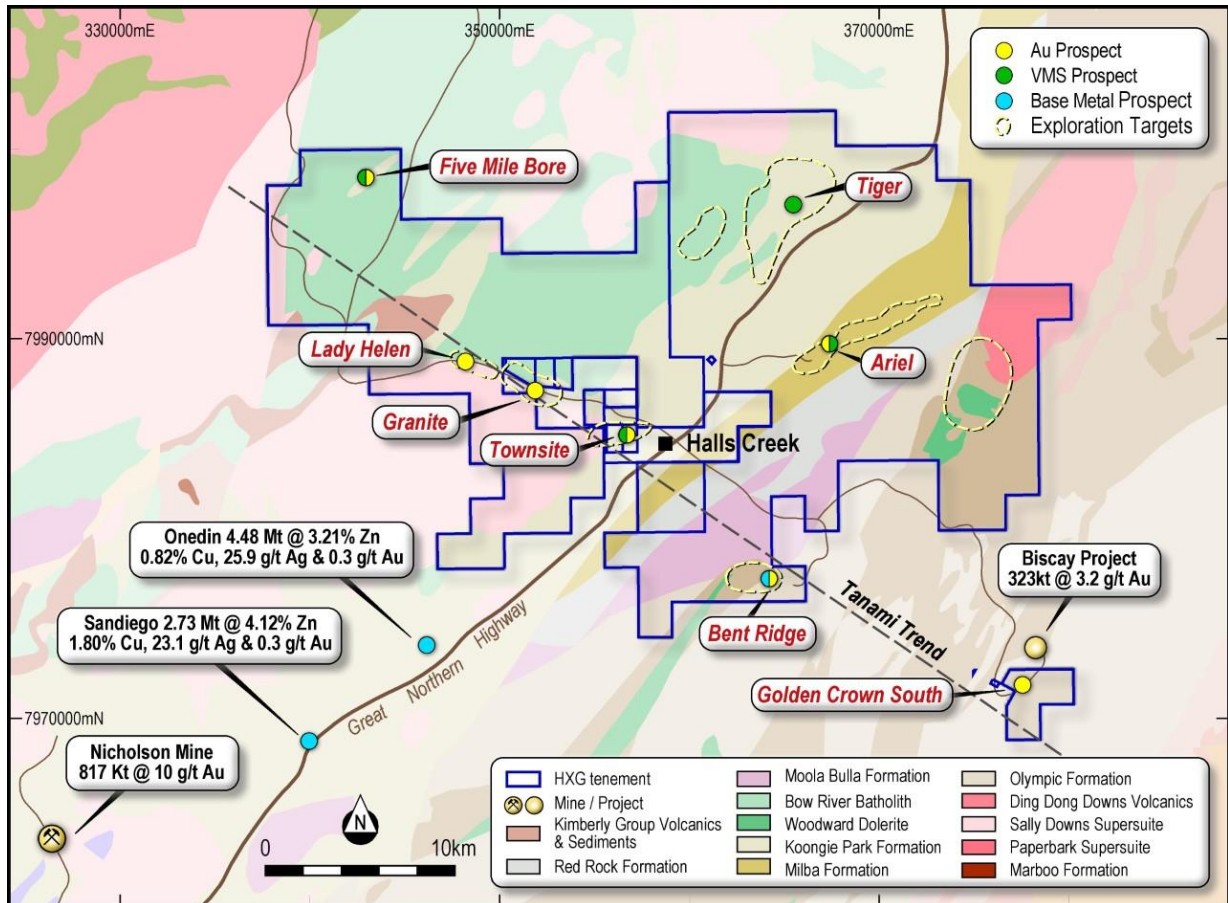 330000mE
350000mE
370000mE
Au Prospect
VMS Prospect
Base Metal Prospect
Exploration Targets
Five Mile Bore
Tiger
7990000mN
Lady Helen
Ariel
Granite
Townsite
Halls Creek
Onedin 4.48 Mt @ 3.21% Zn
0.82% Cu, 25.9 g/t Ag & 0.3 g/t Au
Biscay Project
323kt @ 3.2 g/t Au
Sandiego 2.73 Mt @ 4.12% Zn
1.80% Cu, 23.1 g/t Ag & 0.3 g/t Au
Tanami Trend
Bent Ridge
Great Northern Highway
Golden Crown South
7970000mN
Nicholson Mine
817 Kt @ 10 g/t Au
N
0
10km
HXG tenement
Mine / Project
Kimberly Group Volcanics
& Sediments
Red Rock Formation
Moola Bulla Formation
Bow River Batholith
Woodward Dolerite
Koongie Park Formation
Milba Formation
Olympic Formation
Ding Dong Downs Volcanics
Sally Downs Supersuite
Paperbark Supersuite
Marboo Formation